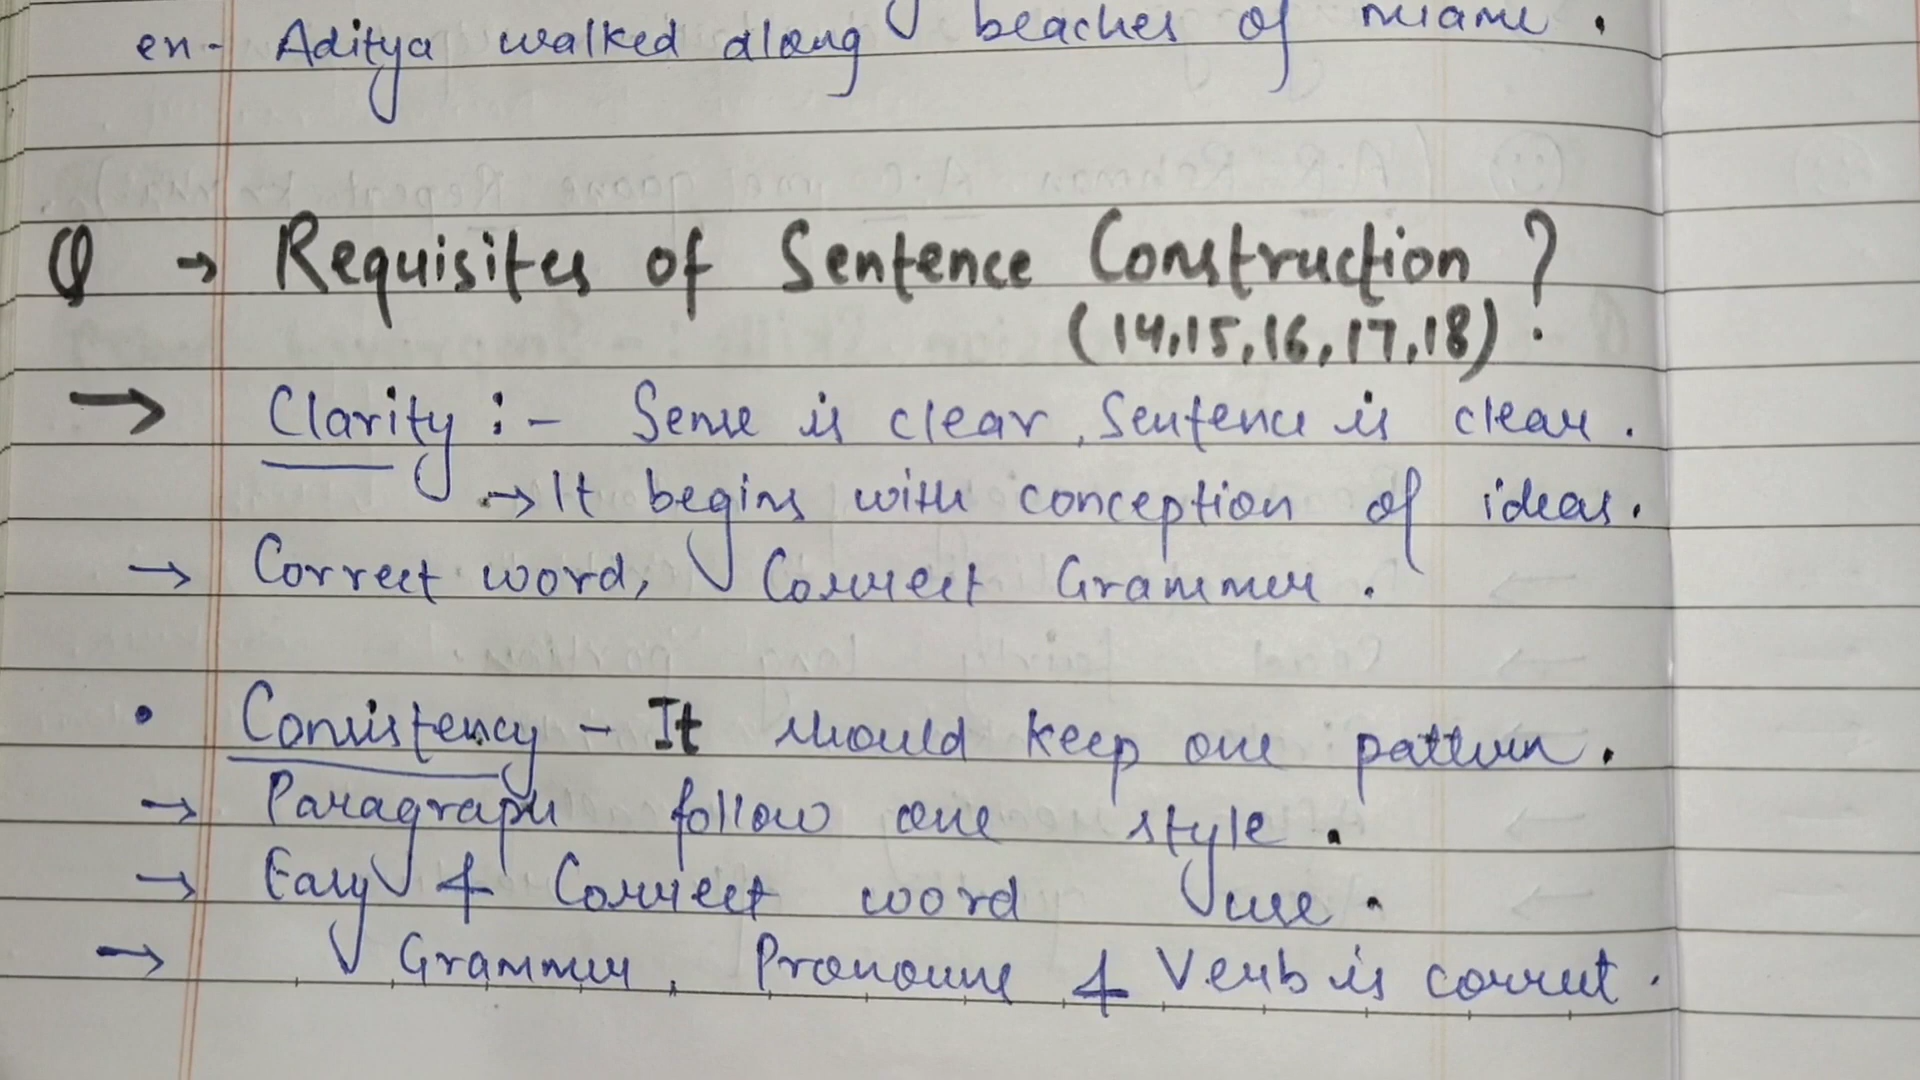 en - Aditya walked along beaches of miami .
Q → Requisites of Sentence Construction ?
(14,15,16,17,18) .
→ Clarity :- Sense is clear, Sentence is clear .
→ It begins with conception of ideas .
→ Correct word, Correct Grammer .
• Consistency - It should keep one pattern .
→ Paragraph follow one style .
→ Easy & Correct word use .
→ Grammer, Pronoune & Verb is correct .